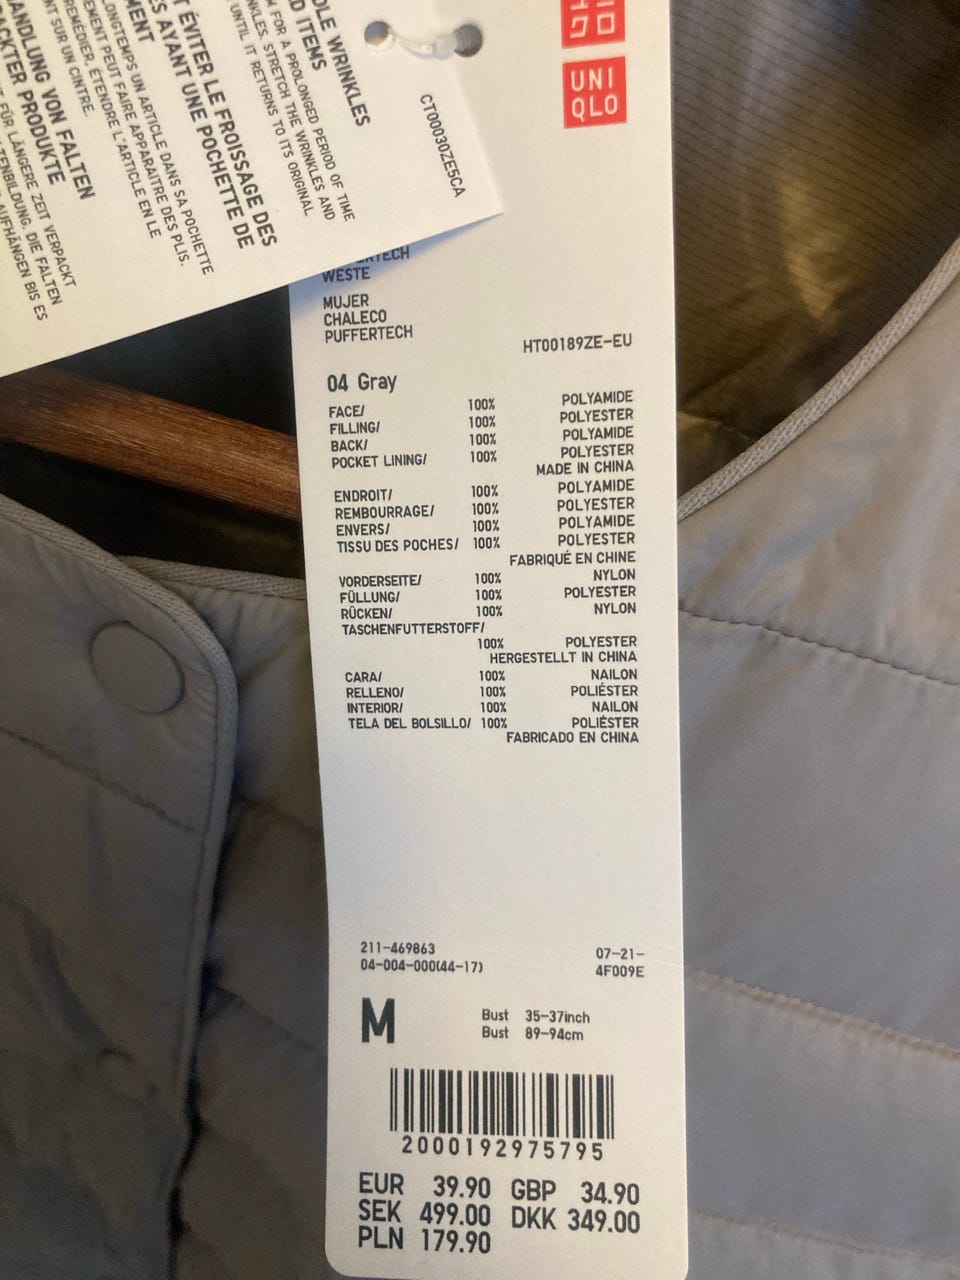 DLE WRINKLES
D ITEMS
M FOR A PROLONGED PERIOD OF TIME
NKLES, STRETCH THE WRINKLES AND
UNTIL IT RETURNS TO ITS ORIGINAL
T ÉVITER LE FROISSAGE DES
ES AYANT UNE POCHETTE DE
MENT
LONGTEMPS UN ARTICLE DANS SA POCHETTE
EMENT PEUT FAIRE APPARAITRE DES PLIS.
REMÉDIER, ÉTENDRE L'ARTICLE EN LE
NT SUR UN CINTRE.
ANDLUNG VON FALTEN
ACKTER PRODUKTE
FÜR LÄNGERE ZEIT VERPACKT
TENBILDUNG. DIE FALTEN
AUFHÄNGEN BIS ES
CT00030ZE5CA
UNI
QLO
WESTE
MUJER
CHALECO
PUFFERTECH
HT00189ZE-EU
04 Gray
FACE/ 100% POLYAMIDE
FILLING/ 100% POLYESTER
BACK/ 100% POLYAMIDE
POCKET LINING/ 100% POLYESTER
MADE IN CHINA
ENDROIT/ 100% POLYAMIDE
REMBOURRAGE/ 100% POLYESTER
ENVERS/ 100% POLYAMIDE
TISSU DES POCHES/ 100% POLYESTER
FABRIQUÉ EN CHINE
VORDERSEITE/ 100% NYLON
FÜLLUNG/ 100% POLYESTER
RÜCKEN/ 100% NYLON
TASCHENFUTTERSTOFF/
100% POLYESTER
HERGESTELLT IN CHINA
CARA/ 100% NAILON
RELLENO/ 100% POLIÉSTER
INTERIOR/ 100% NAILON
TELA DEL BOLSILLO/ 100% POLIÉSTER
FABRICADO EN CHINA
211-469863 07-21-
04-004-000(44-17) 4F009E
M
Bust 35-37inch
Bust 89-94cm
2000192975795
EUR 39.90 GBP 34.90
SEK 499.00 DKK 349.00
PLN 179.90